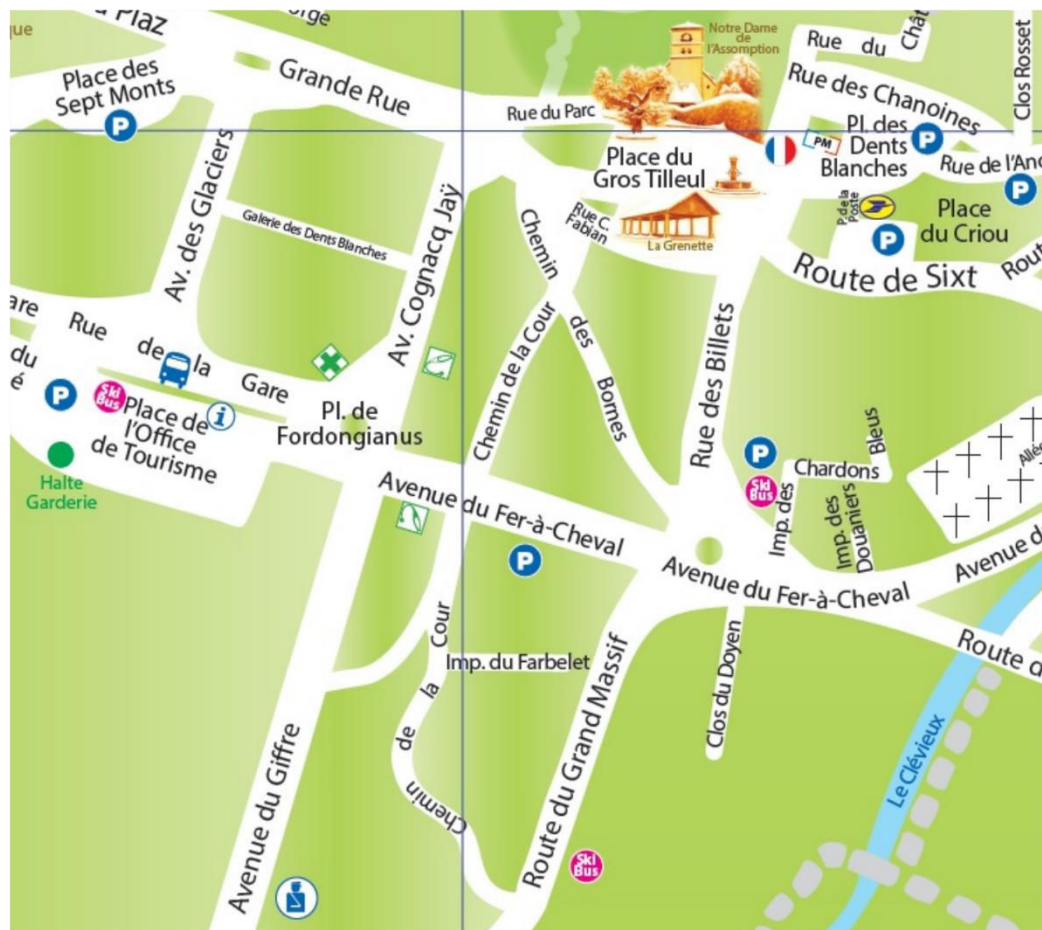 Plaz
Grande Rue
Place des
Sept Monts
P
Av. des Glaciers
Galerie des Dents Blanches
Av. Cognacq Jaÿ
Rue du Parc
Notre Dame
de
l'Assomption
Rue du
Rue des Chanoines
Clos Rosset
Place du
Gros Tilleul
PM
Pl. des
Dents
Blanches
P
P
P. de la
Poste
P
Place
du Criou
Rue C.
Fabian
La Grenette
Route de Sixt
Chemin des Bornes
Chemin de la Cour
Rue des Billets
Rue de la Gare
du
P
Ski
Bus
Place de
l'Office
de Tourisme
i
Halte
Garderie
Pl. de
Fordongianus
Avenue du Fer-à-Cheval
P
P
Ski
Bus
Imp. des Chardons Bleus
Imp. des
Douaniers
Avenue du Fer-à-Cheval
Chemin de la Cour
Imp. du Farbelet
Route du Grand Massif
Clos du Doyen
Le Clévieux
Avenue du Giffre
Ski
Bus